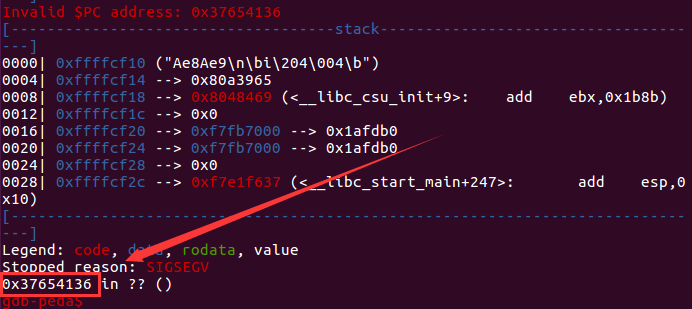 Invalid $PC address: 0x37654136
[------------------------------------stack-------------------------------------
---]
0000| 0xffffcf10 ("Ae8Ae9\n\bi\204\004\b")
0004| 0xffffcf14 --> 0x80a3965
0008| 0xffffcf18 --> 0x8048469 (<__libc_csu_init+9>:    add    ebx,0x1b8b)
0012| 0xffffcf1c --> 0x0
0016| 0xffffcf20 --> 0xf7fb7000 --> 0x1afdb0
0020| 0xffffcf24 --> 0xf7fb7000 --> 0x1afdb0
0024| 0xffffcf28 --> 0x0
0028| 0xffffcf2c --> 0xf7e1f637 (<__libc_start_main+247>:       add    esp,0
x10)
[------------------------------------------------------------------------------
---]
Legend: code, data, rodata, value
Stopped reason: SIGSEGV
0x37654136 in ?? ()
gdb-peda$